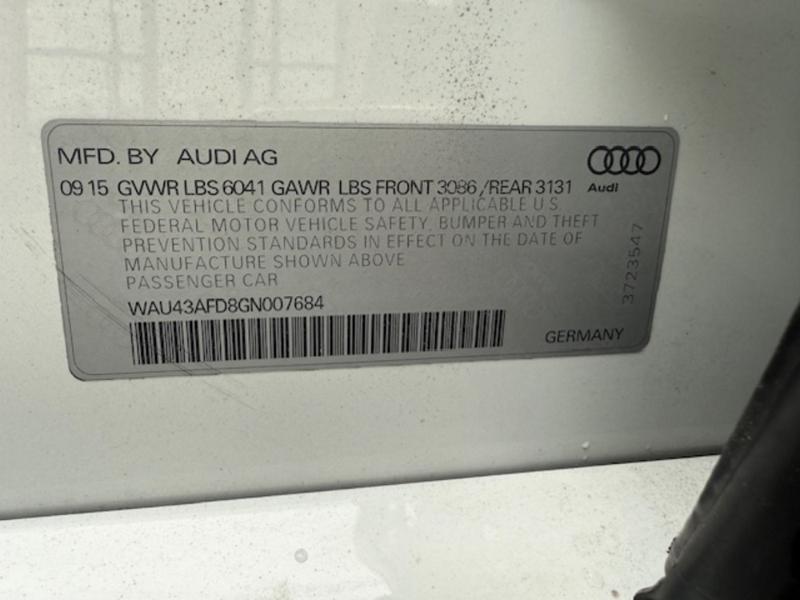 MFD. BY AUDI AG
Audi
09 15 GVWR LBS 6041 GAWR LBS FRONT 3086 /REAR 3131
THIS VEHICLE CONFORMS TO ALL APPLICABLE U S
FEDERAL MOTOR VEHICLE SAFETY, BUMPER AND THEFT
PREVENTION STANDARDS IN EFFECT ON THE DATE OF
MANUFACTURE SHOWN ABOVE
PASSENGER CAR
WAU43AFD8GN007684
GERMANY
3723547